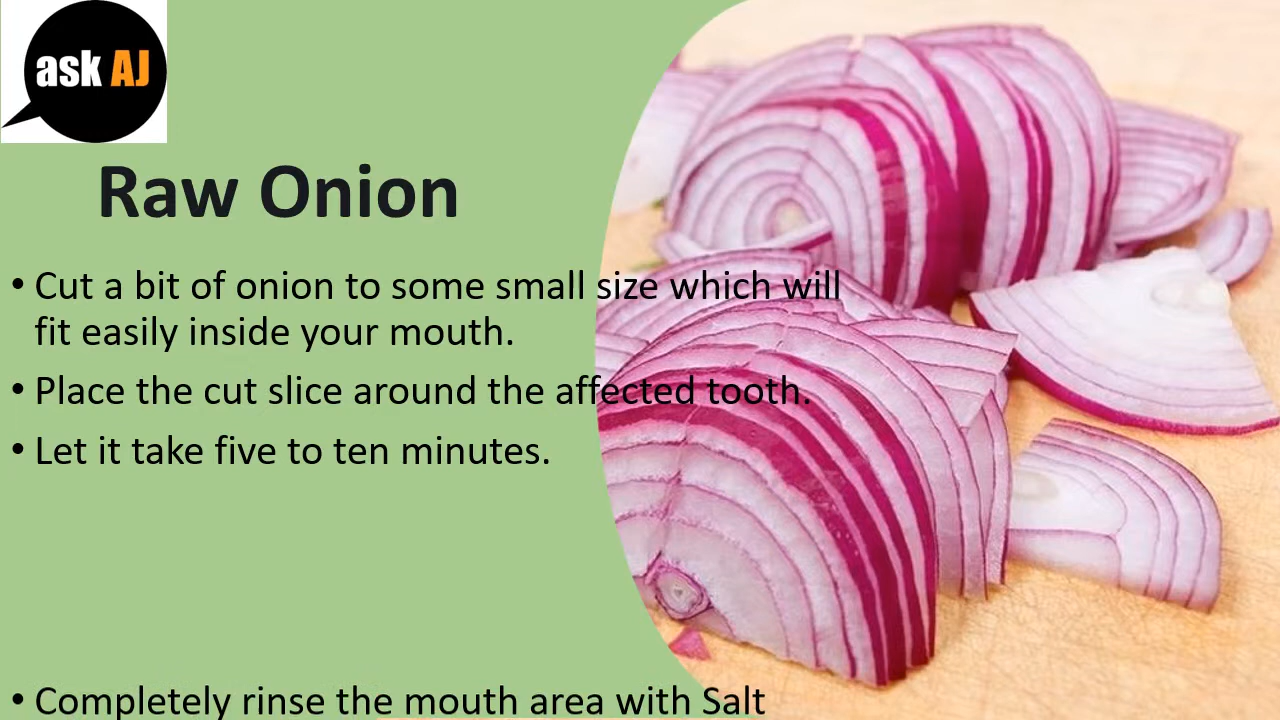 ask AJ
Raw Onion
• Cut a bit of onion to some small size which will
fit easily inside your mouth.
• Place the cut slice around the affected tooth.
• Let it take five to ten minutes.
• Completely rinse the mouth area with Salt